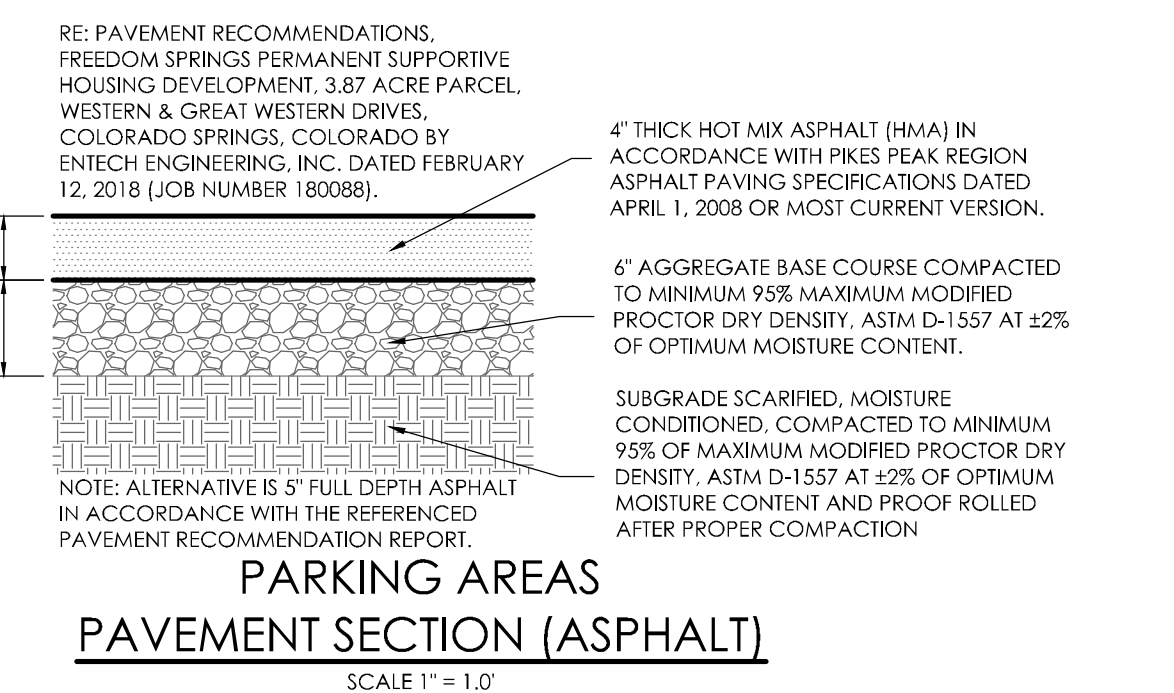 RE: PAVEMENT RECOMMENDATIONS,
FREEDOM SPRINGS PERMANENT SUPPORTIVE
HOUSING DEVELOPMENT, 3.87 ACRE PARCEL,
WESTERN & GREAT WESTERN DRIVES,
COLORADO SPRINGS, COLORADO BY
ENTECH ENGINEERING, INC. DATED FEBRUARY
12, 2018 (JOB NUMBER 180088).
4" THICK HOT MIX ASPHALT (HMA) IN
ACCORDANCE WITH PIKES PEAK REGION
ASPHALT PAVING SPECIFICATIONS DATED
APRIL 1, 2008 OR MOST CURRENT VERSION.
6" AGGREGATE BASE COURSE COMPACTED
TO MINIMUM 95% MAXIMUM MODIFIED
PROCTOR DRY DENSITY, ASTM D-1557 AT ±2%
OF OPTIMUM MOISTURE CONTENT.
SUBGRADE SCARIFIED, MOISTURE
CONDITIONED, COMPACTED TO MINIMUM
95% OF MAXIMUM MODIFIED PROCTOR DRY
DENSITY, ASTM D-1557 AT ±2% OF OPTIMUM
MOISTURE CONTENT AND PROOF ROLLED
AFTER PROPER COMPACTION
NOTE: ALTERNATIVE IS 5" FULL DEPTH ASPHALT
IN ACCORDANCE WITH THE REFERENCED
PAVEMENT RECOMMENDATION REPORT.
PARKING AREAS
PAVEMENT SECTION (ASPHALT)
SCALE 1" = 1.0'